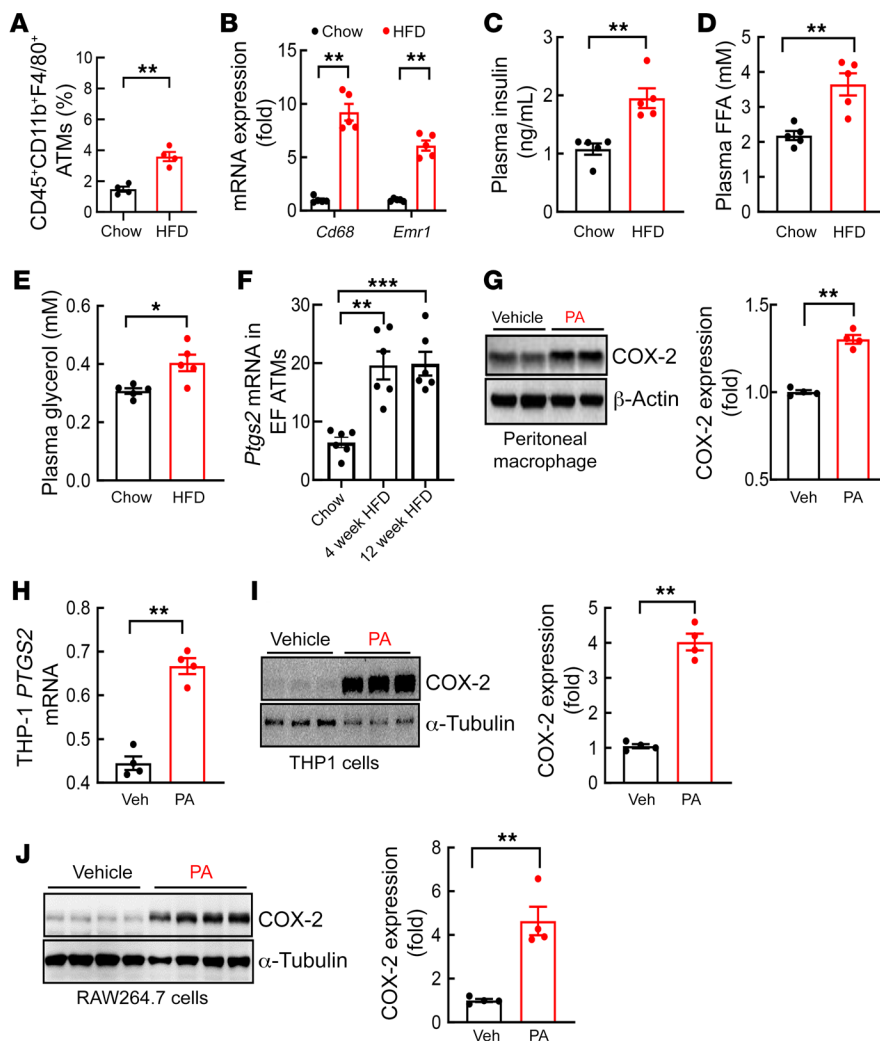 A
CD45⁺CD11b⁺F4/80⁺
ATMs (%)
10
8
6
4
2
0
**
Chow
HFD
B
Chow
HFD
mRNA expression
(fold)
15
10
5
0
**
**
Cd68
Emr1
C
Plasma insulin
(ng/mL)
3
2
1
0
**
Chow
HFD
D
Plasma FFA (mM)
5
4
3
2
1
0
**
Chow
HFD
E
Plasma glycerol (mM)
0.6
0.4
0.2
0.0
*
Chow
HFD
F
Ptgs2 mRNA in
EF ATMs
30
20
10
0
***
**
Chow
4 week HFD
12 week HFD
G
Vehicle
PA
COX-2
β-Actin
Peritoneal
macrophage
COX-2 expression
(fold)
1.5
1.0
0.5
**
Veh
PA
H
THP-1 PTGS2
mRNA
0.8
0.7
0.6
0.5
0.4
**
Veh
PA
I
Vehicle
PA
COX-2
α-Tubulin
THP1 cells
COX-2 expression
(fold)
5
4
3
2
1
0
**
Veh
PA
J
Vehicle
PA
COX-2
α-Tubulin
RAW264.7 cells
COX-2 expression
(fold)
8
6
4
2
0
**
Veh
PA